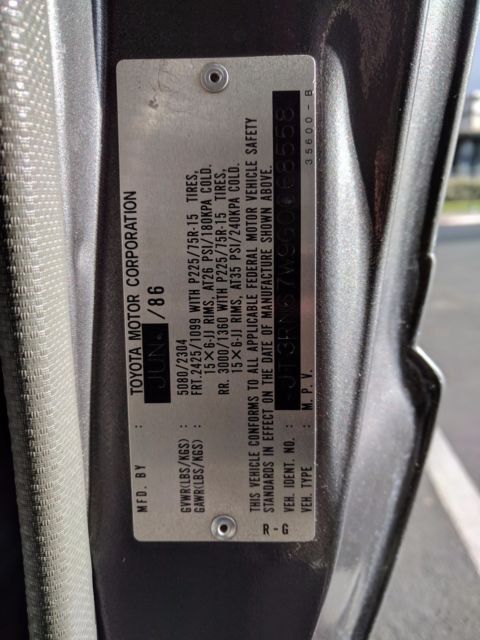 MFD. BY : TOYOTA MOTOR CORPORATION
JUN. /86
GVWR(LBS/KGS) : 5080/2304
GAWR(LBS/KGS) : FRT.2425/1099 WITH P225/75R-15 TIRES,
15×6-JJ RIMS, AT26 PSI/180KPA COLD.
RR. 3000/1360 WITH P225/75R-15 TIRES,
15×6-JJ RIMS, AT35 PSI/240KPA COLD.
THIS VEHICLE CONFORMS TO ALL APPLICABLE FEDERAL MOTOR VEHICLE SAFETY
STANDARDS IN EFFECT ON THE DATE OF MANUFACTURE SHOWN ABOVE.
VEH. IDENT. NO. :
VEH. TYPE : M. P. V. 35600-B
R-G